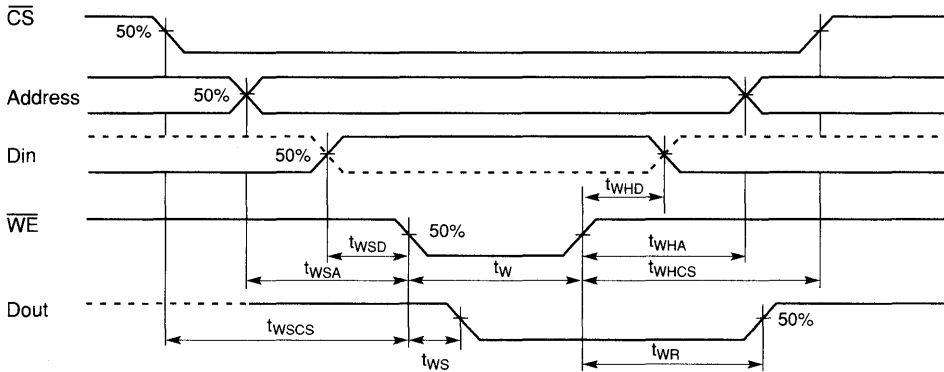 CS
50%
Address
50%
Din
50%
tWHD
WE
50%
tWSD
tWHA
tWSA
tW
tWHCS
Dout
50%
tWSCS
tWS
tWR